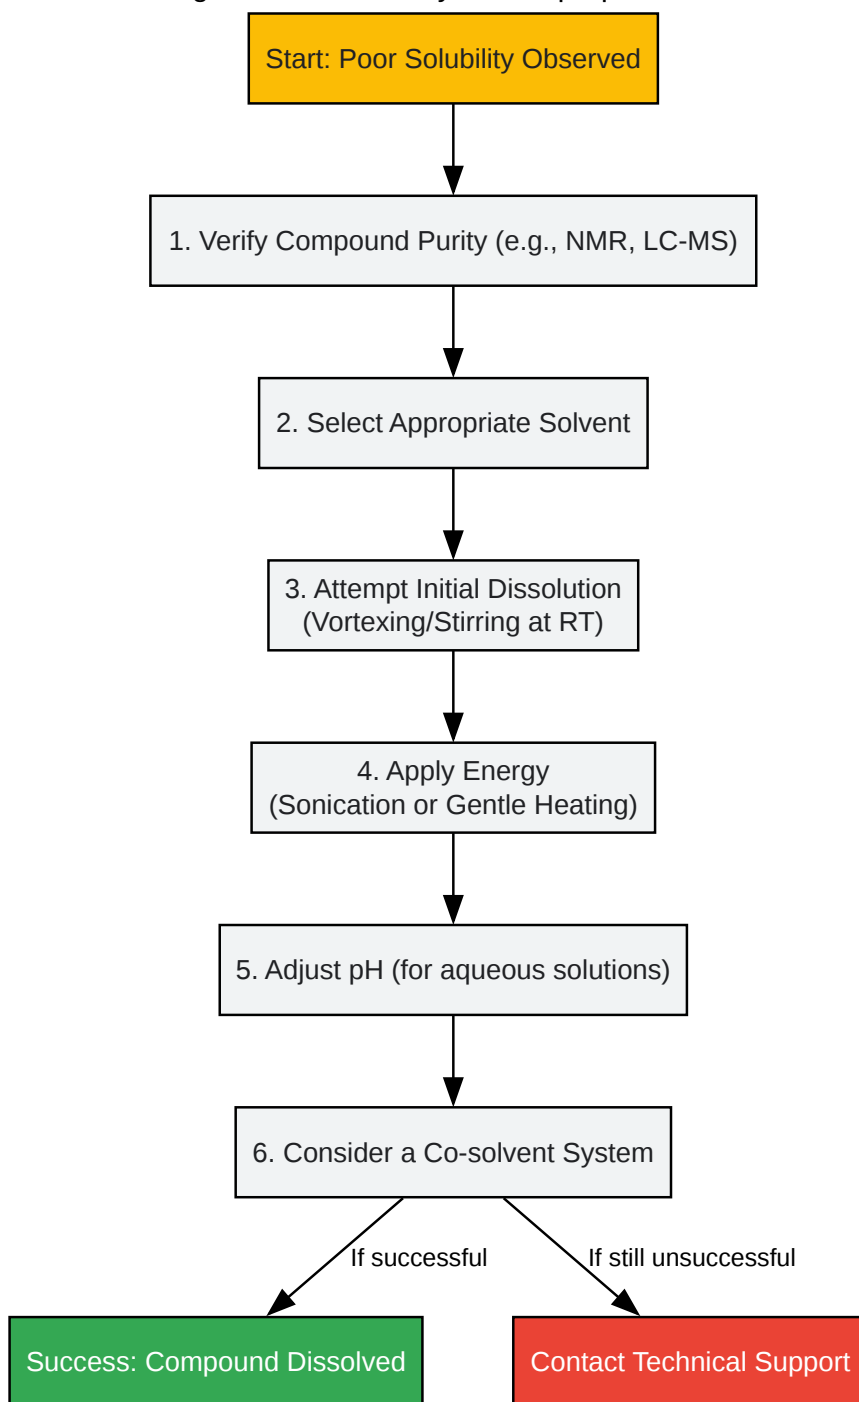 Start: Poor Solubility Observed
1. Verify Compound Purity (e.g., NMR, LC-MS)
2. Select Appropriate Solvent
3. Attempt Initial Dissolution
(Vortexing/Stirring at RT)
4. Apply Energy
(Sonication or Gentle Heating)
5. Adjust pH (for aqueous solutions)
6. Consider a Co-solvent System
If successful
If still unsuccessful
Success: Compound Dissolved
Contact Technical Support